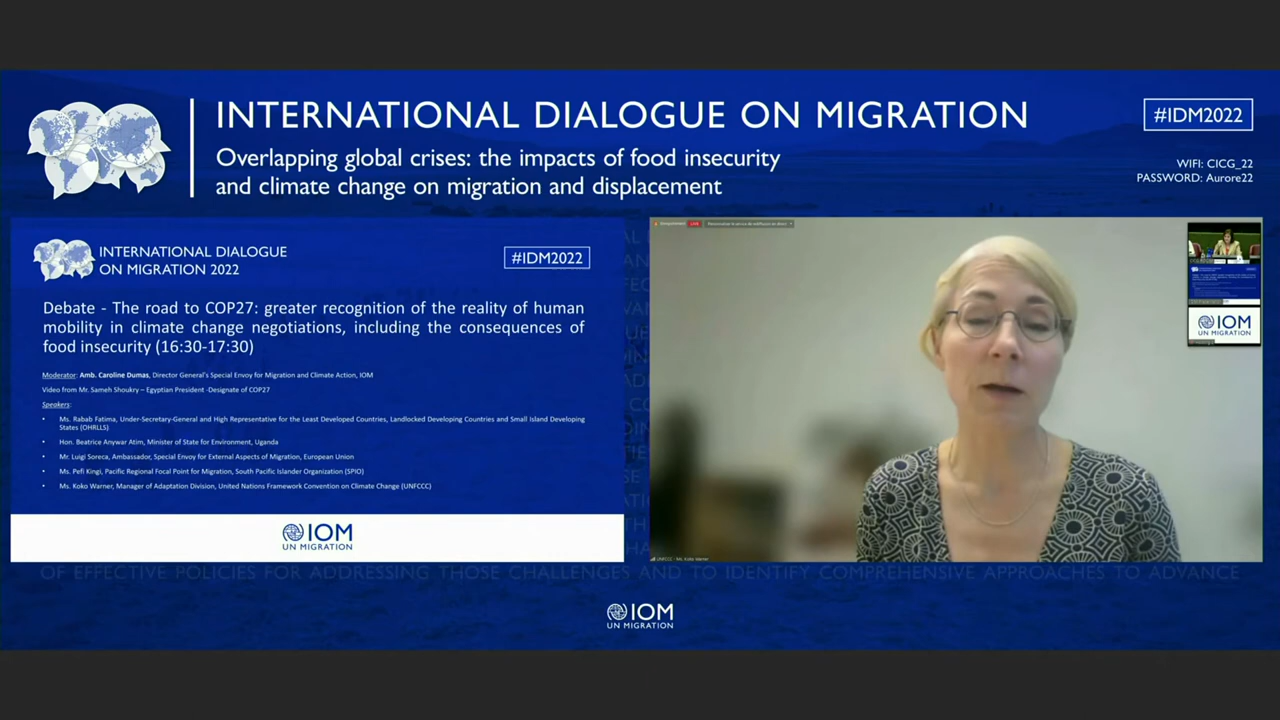 INTERNATIONAL DIALOGUE ON MIGRATION
Overlapping global crises: the impacts of food insecurity
and climate change on migration and displacement
#IDM2022
WIFI: CICG_22
PASSWORD: Aurore22
INTERNATIONAL DIALOGUE
ON MIGRATION 2022
#IDM2022
Debate - The road to COP27: greater recognition of the reality of human
mobility in climate change negotiations, including the consequences of
food insecurity (16:30-17:30)
Moderator: Amb. Caroline Dumas, Director General's Special Envoy for Migration and Climate Action, IOM
Video from Mr. Sameh Shoukry – Egyptian President -Designate of COP27
Speakers:
• Ms. Rabab Fatima, Under-Secretary-General and High Representative for the Least Developed Countries, Landlocked Developing Countries and Small Island Developing
States (OHRLLS)
• Hon. Beatrice Anywar Atim, Minister of State for Environment, Uganda
• Mr. Luigi Soreca, Ambassador, Special Envoy for External Aspects of Migration, European Union
• Ms. Pefi Kingi, Pacific Regional Focal Point for Migration, South Pacific Islander Organization (SPIO)
• Ms. Koko Warner, Manager of Adaptation Division, United Nations Framework Convention on Climate Change (UNFCCC)
IOM
UN MIGRATION
LIVE
IOM
UN MIGRATION
UNFCCC - Ms. Koko Warner
OF EFFECTIVE POLICIES FOR ADDRESSING THOSE CHALLENGES AND TO IDENTIFY COMPREHENSIVE APPROACHES TO ADVANCE
IOM
UN MIGRATION